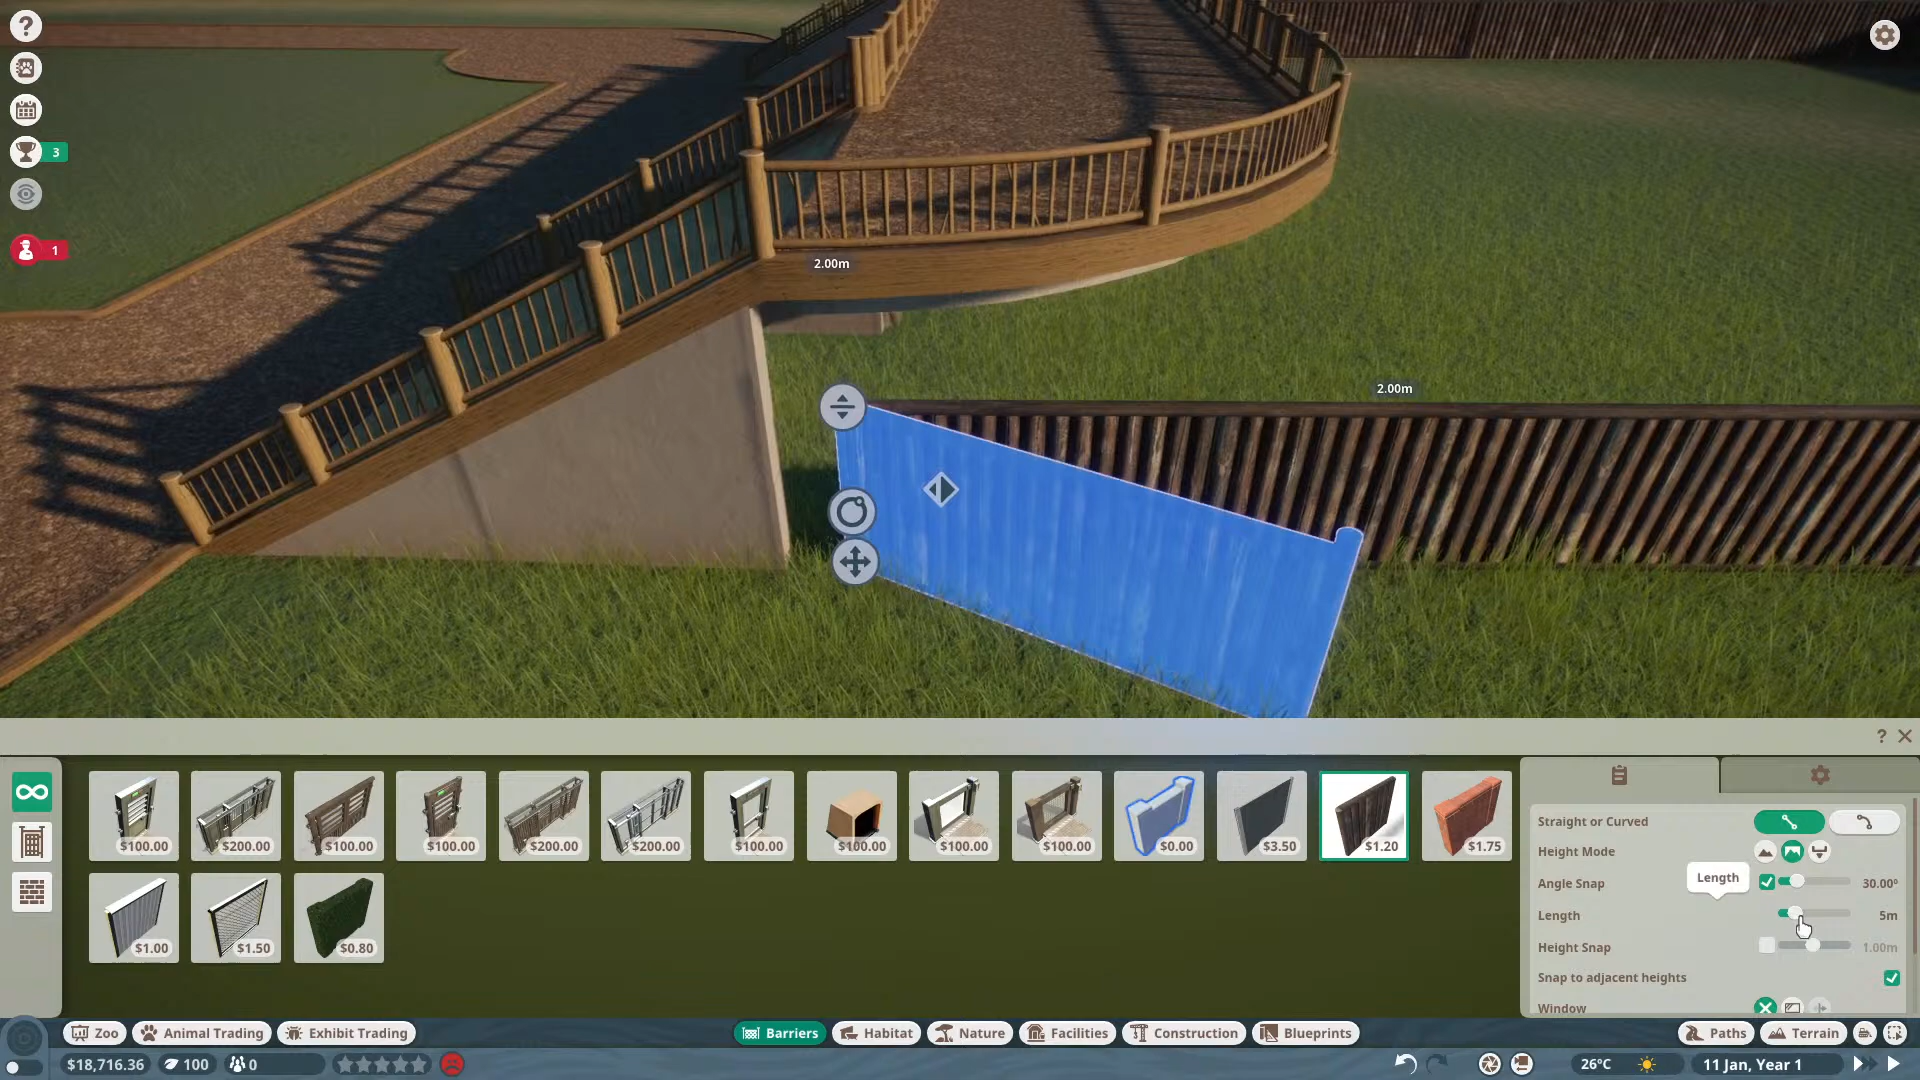 ?
3
1
2.00m
2.00m
?
$100.00 $200.00 $100.00 $100.00 $200.00 $200.00 $100.00 $100.00 $100.00 $100.00 $0.00 $3.50 $1.20 $1.75
$1.00 $1.50 $0.80
Straight or Curved
Height Mode
Angle Snap 30.00°
Length
Length 5m
Height Snap 1.00m
Snap to adjacent heights
Window
Zoo Animal Trading Exhibit Trading Barriers Habitat Nature Facilities Construction Blueprints Paths Terrain
$18,716.36 100 0 26°C 11 Jan, Year 1